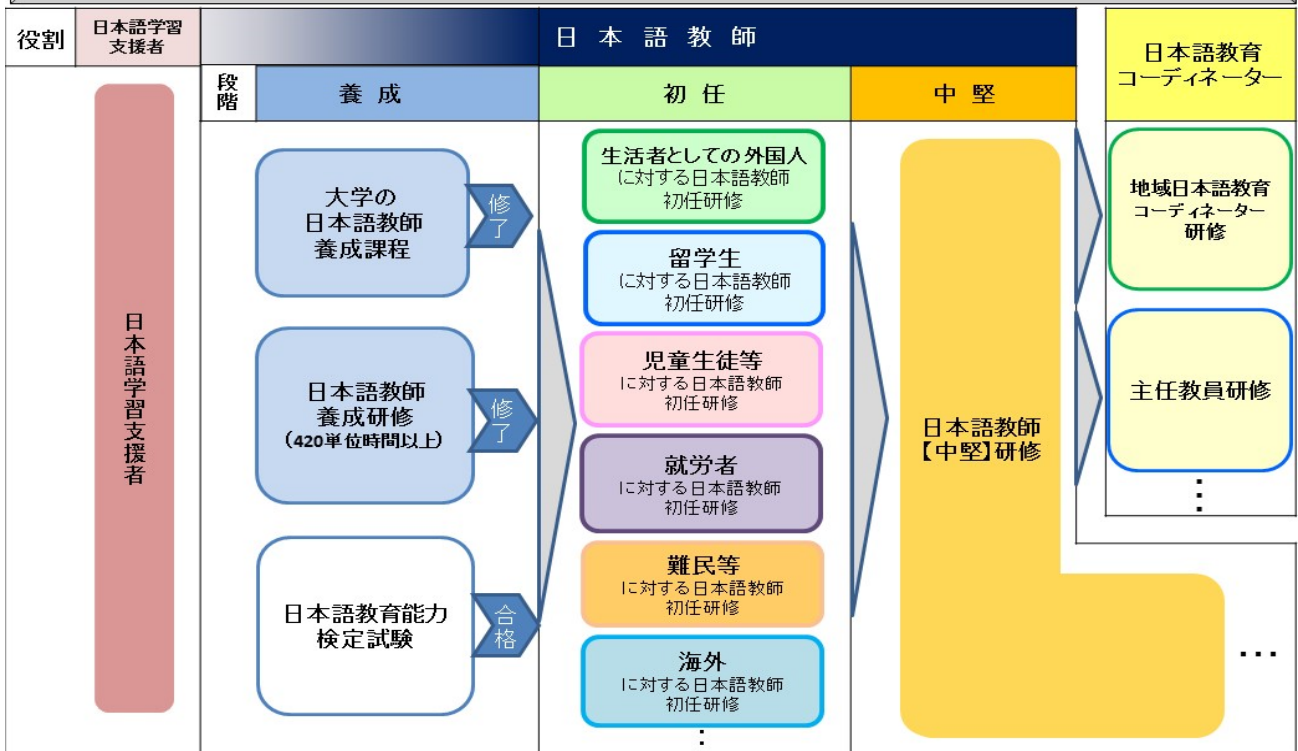 役割
日本語学習
支援者
日本語教師
日本語教育
コーディネーター
段
階
養成
初任
中堅
日本語学習支援者
大学の
日本語教師
養成課程
修
了
日本語教師
養成研修
(420単位時間以上)
修
了
日本語教育能力
検定試験
合
格
生活者としての外国人
に対する日本語教師
初任研修
留学生
に対する日本語教師
初任研修
児童生徒等
に対する日本語教師
初任研修
就労者
に対する日本語教師
初任研修
難民等
に対する日本語教師
初任研修
海外
に対する日本語教師
初任研修
⋮
日本語教師
【中堅】研修
地域日本語教育
コーディネーター
研修
主任教員研修
⋮
…